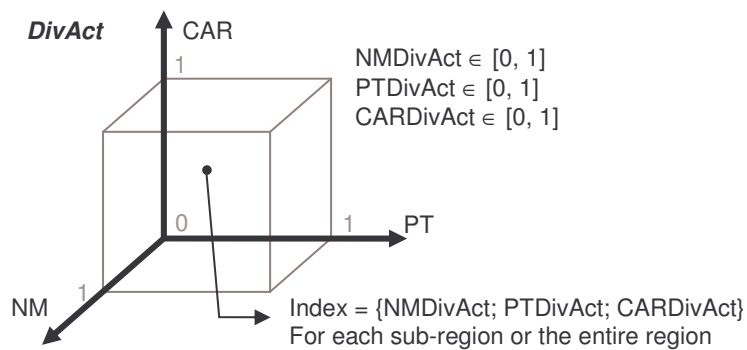 DivAct
CAR
1
NMDivAct ∈ [0, 1]
PTDivAct ∈ [0, 1]
CARDivAct ∈ [0, 1]
0
1
PT
1
NM
Index = {NMDivAct; PTDivAct; CARDivAct}
For each sub-region or the entire region